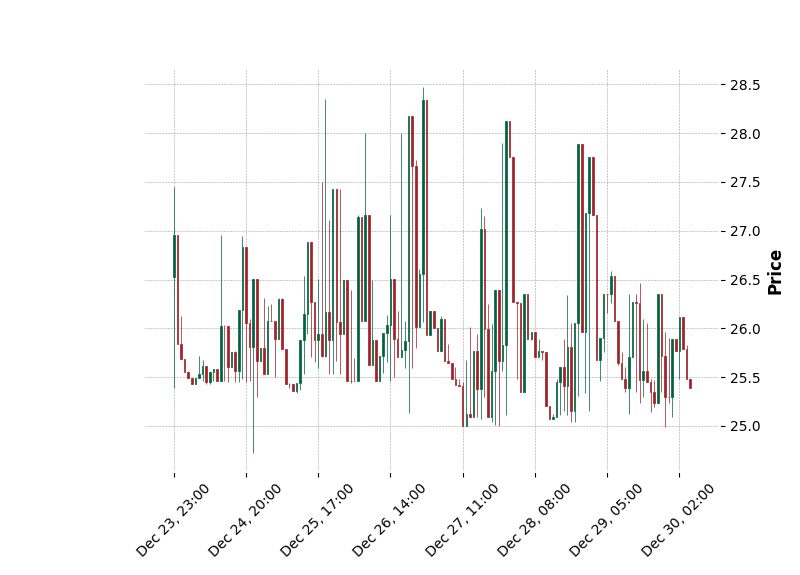 28.5
28.0
27.5
27.0
26.5
26.0
25.5
25.0
Price
Dec 23, 23:00
Dec 24, 20:00
Dec 25, 17:00
Dec 26, 14:00
Dec 27, 11:00
Dec 28, 08:00
Dec 29, 05:00
Dec 30, 02:00